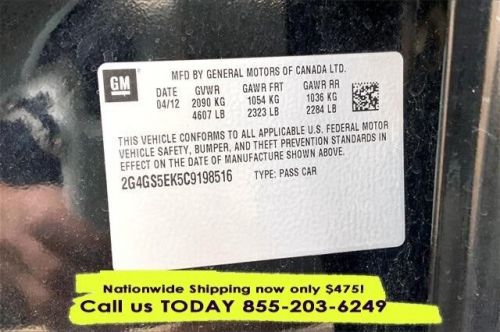 GM
MFD BY GENERAL MOTORS OF CANADA LTD.
DATE GVWR GAWR FRT GAWR RR
04/12 2090 KG 1054 KG 1036 KG
4607 LB 2323 LB 2284 LB
THIS VEHICLE CONFORMS TO ALL APPLICABLE U.S. FEDERAL MOTOR
VEHICLE SAFETY, BUMPER, AND THEFT PREVENTION STANDARDS IN
EFFECT ON THE DATE OF MANUFACTURE SHOWN ABOVE.
2G4GS5EK5C9198516 TYPE: PASS CAR
Nationwide Shipping now only $475!
Call us TODAY 855-203-6249